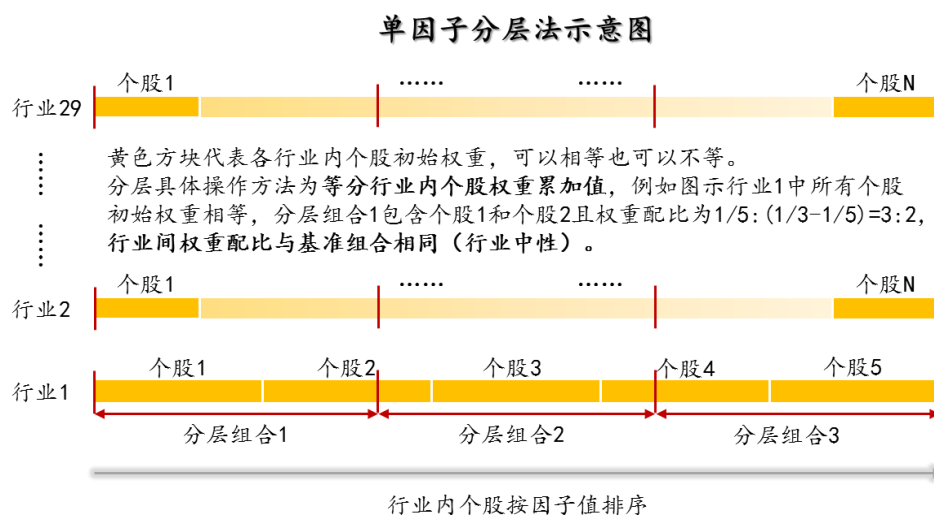 单因子分层法示意图
个股1 …… …… 个股N
行业29
……
黄色方块代表各行业内个股初始权重，可以相等也可以不等。
分层具体操作方法为等分行业内个股权重累加值，例如图示行业1中所有个股
初始权重相等，分层组合1包含个股1和个股2且权重配比为1/5:(1/3-1/5)=3:2，
行业间权重配比与基准组合相同（行业中性）。
……
个股1 …… …… 个股N
行业2
个股1 个股2 个股3 个股4 个股5
行业1
分层组合1 分层组合2 分层组合3
行业内个股按因子值排序